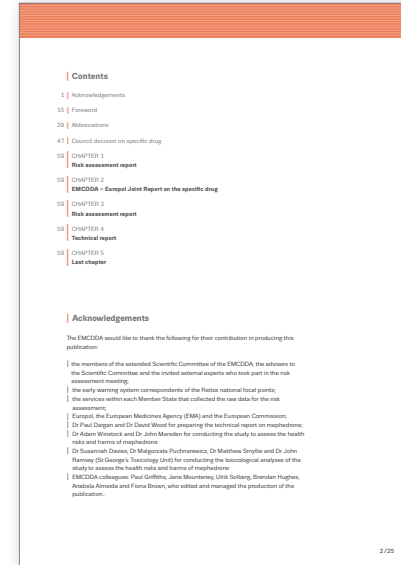 Contents
1 Acknowledgements
15 Foreword
29 Abbreviations
47 Council decision on specific drug
59 CHAPTER 1
Risk assessment report
59 CHAPTER 2
EMCDDA – Europol Joint Report on the specific drug
59 CHAPTER 3
Risk assessment report
59 CHAPTER 4
Technical report
59 CHAPTER 5
Last chapter
Acknowledgements
The EMCDDA would like to thank the following for their contribution in producing this
publication:
the members of the extended Scientific Committee of the EMCDDA; the advisers to
the Scientific Committee and the invited external experts who took part in the risk
assessment meeting;
the early warning system correspondents of the Reitox national focal points;
the services within each Member State that collected the raw data for the risk
assessment;
Europol, the European Medicines Agency (EMA) and the European Commission;
Dr Paul Dargan and Dr David Wood for preparing the technical report on mephedrone;
Dr Adam Winstock and Dr John Marsden for conducting the study to assess the health
risks and harms of mephedrone
Dr Susannah Davies, Dr Malgorzata Puchnarewicz, Dr Matthew Smyllie and Dr John
Ramsey (St George's Toxicology Unit) for conducting the toxicological analyses of the
study to assess the health risks and harms of mephedrone
EMCDDA colleagues: Paul Griffiths, Jane Mounteney, Ulrik Solberg, Brendan Hughes,
Anabela Almeida and Fiona Brown, who edited and managed the production of the
publication.
2/25